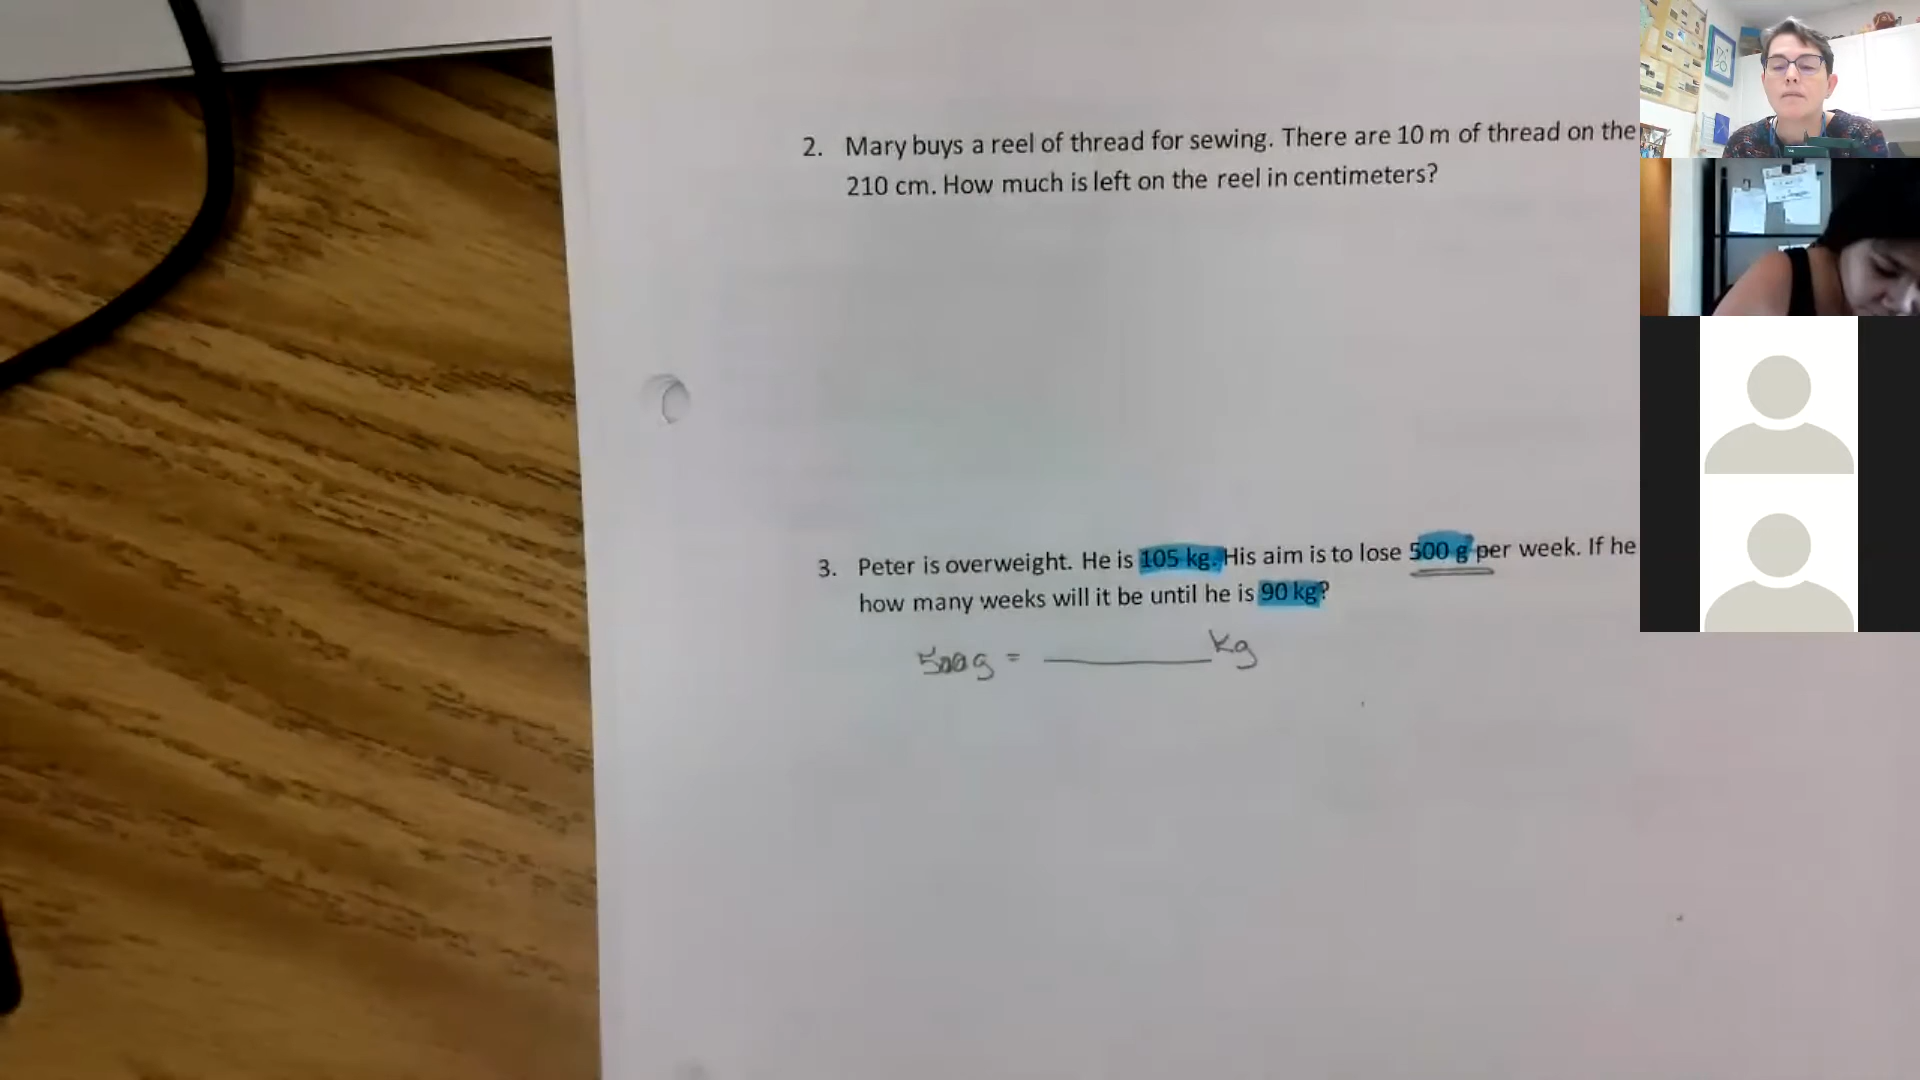 2. Mary buys a reel of thread for sewing. There are 10 m of thread on the
210 cm. How much is left on the reel in centimeters?
3. Peter is overweight. He is 105 kg. His aim is to lose 500 g per week. If he
how many weeks will it be until he is 90 kg?
500g = ________ kg